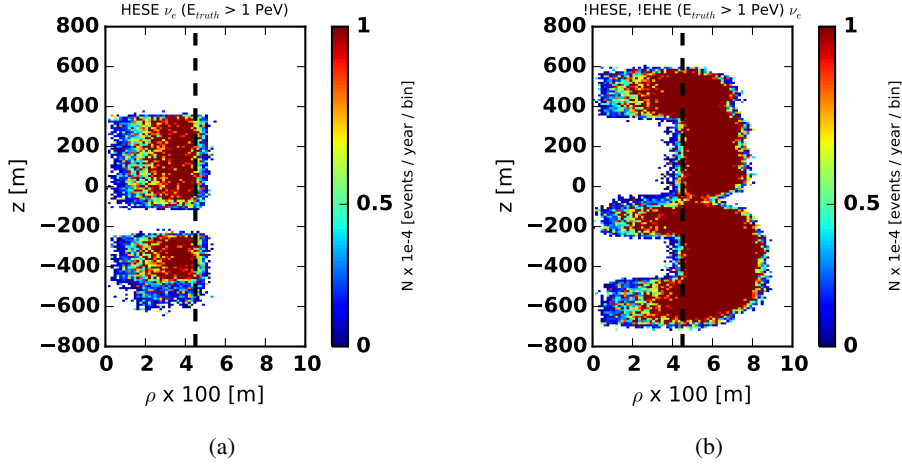 HESE ν_e (E_truth > 1 PeV)
800
600
400
200
0
−200
−400
−600
−800
z [m]
0 2 4 6 8 10
ρ x 100 [m]
1
0.5
0
N x 1e-4 [events / year / bin]
(a)
!HESE, !EHE (E_truth > 1 PeV) ν_e
800
600
400
200
0
−200
−400
−600
−800
z [m]
0 2 4 6 8 10
ρ x 100 [m]
1
0.5
0
N x 1e-4 [events / year / bin]
(b)